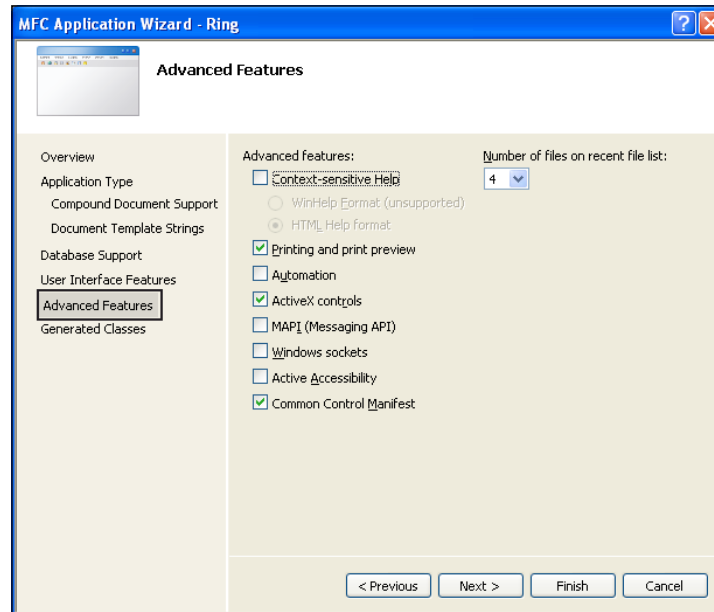 MFC Application Wizard - Ring
Advanced Features
Overview
Application Type
Compound Document Support
Document Template Strings
Database Support
User Interface Features
Advanced Features
Generated Classes
Advanced features:
Context-sensitive Help
WinHelp Format (unsupported)
HTML Help format
Printing and print preview
Automation
ActiveX controls
MAPI (Messaging API)
Windows sockets
Active Accessibility
Common Control Manifest
Number of files on recent file list:
4
< Previous
Next >
Finish
Cancel